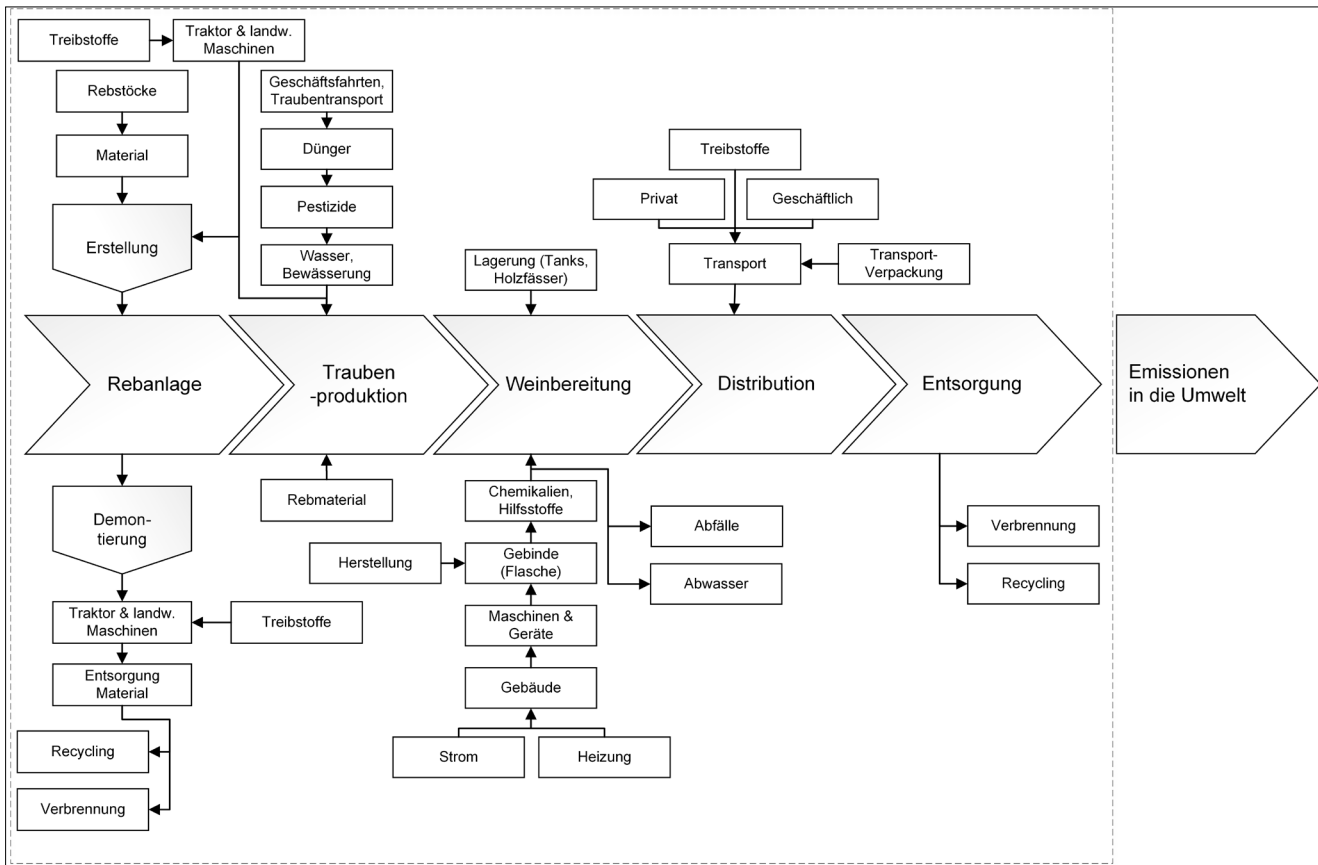 Treibstoffe
Traktor & landw.
Maschinen
Rebstöcke
Geschäftsfahrten,
Traubentransport
Material
Dünger
Treibstoffe
Pestizide
Privat
Geschäftlich
Erstellung
Wasser,
Bewässerung
Lagerung (Tanks,
Holzfässer)
Transport
Transport-
Verpackung
Rebanlage
Trauben
-produktion
Weinbereitung
Distribution
Entsorgung
Emissionen
in die Umwelt
Demon-
tierung
Rebmaterial
Chemikalien,
Hilfsstoffe
Abfälle
Verbrennung
Herstellung
Gebinde
(Flasche)
Abwasser
Recycling
Traktor & landw.
Maschinen
Treibstoffe
Maschinen &
Geräte
Entsorgung
Material
Gebäude
Recycling
Strom
Heizung
Verbrennung